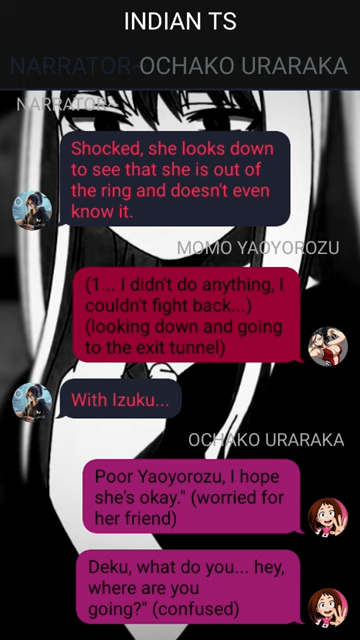 INDIAN TS
NARRATOR-OCHAKO URARAKA
NARRATOR
Shocked, she looks down
to see that she is out of
the ring and doesn't even
know it.
MOMO YAOYOROZU
(1... I didn't do anything, I
couldn't fight back...)
(looking down and going
to the exit tunnel)
With Izuku...
OCHAKO URARAKA
Poor Yaoyorozu, I hope
she's okay." (worried for
her friend)
Deku, what do you... hey,
where are you
going?" (confused)